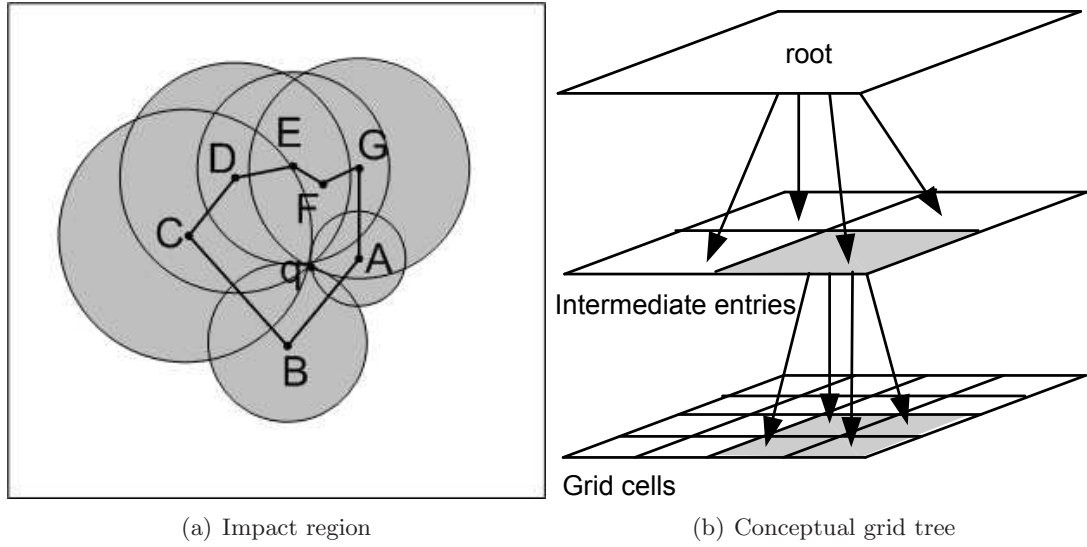 E
D
G
F
C
q
A
B
root
Intermediate entries
Grid cells
(a) Impact region
(b) Conceptual grid tree